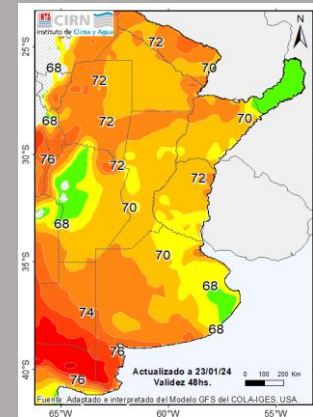 INTA CIRN
Instituto de Clima y Agua
N
25°S
30°S
35°S
40°S
72
68
70
72
68
72
70
76
72
72
70
68
70
74
68
68
76
76
Actualizado a 23/01/24
Validez 48hs.
0 100 200 Km
Fuente: Adaptado e interpretado del Modelo GFS del COLA-IGES, USA.
65°W 60°W 55°W